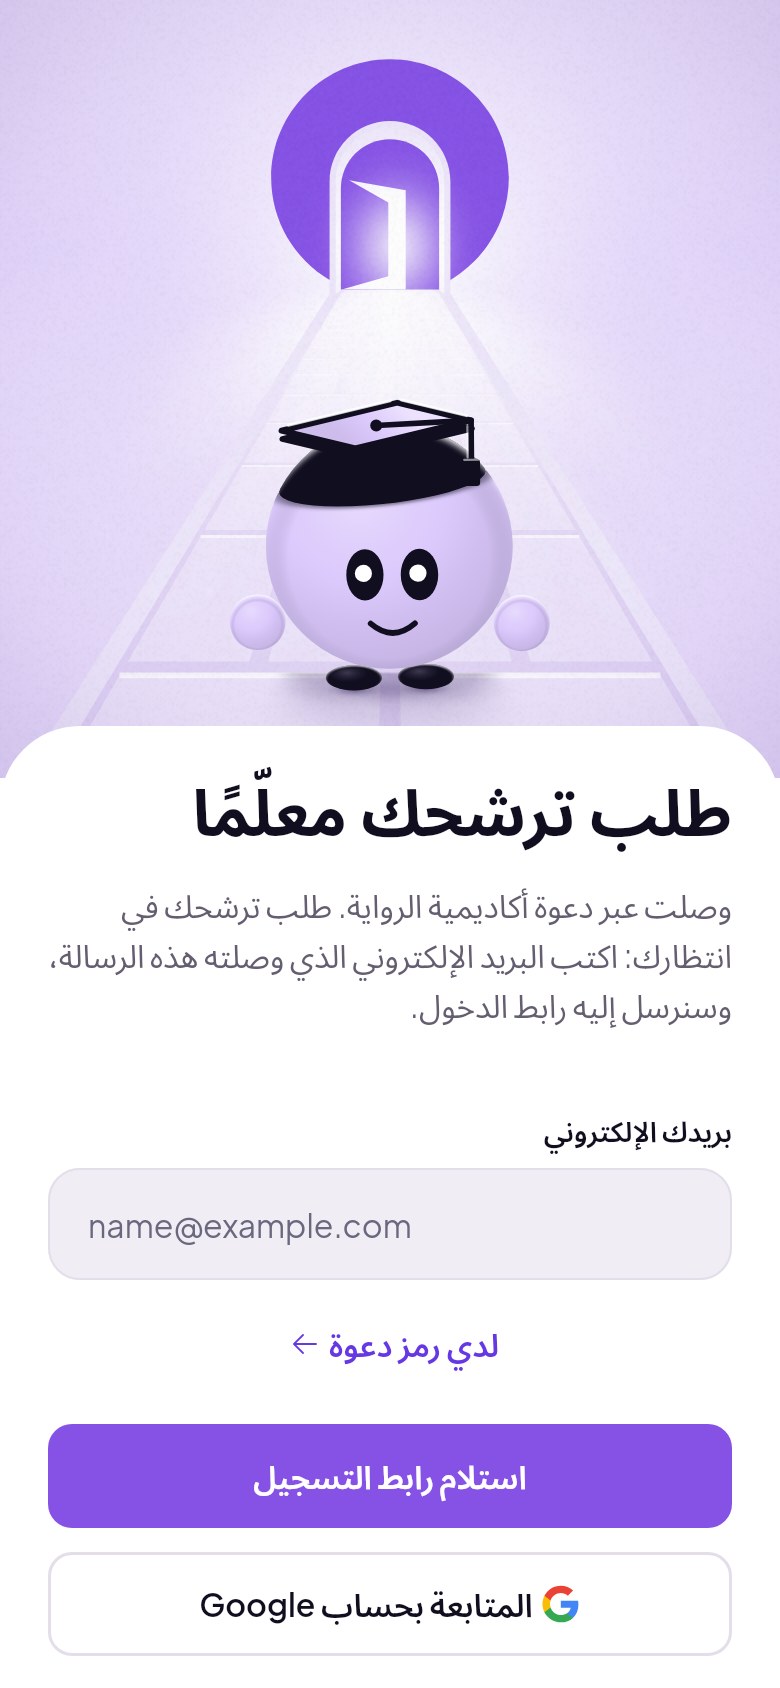 طلب ترشحك معلّمًا
وصلت عبر دعوة أكاديمية الرواية. طلب ترشحك في
انتظارك: اكتب البريد الإلكتروني الذي وصلته هذه الرسالة،
وسنرسل إليه رابط الدخول.
بريدك الإلكتروني
name@example.com
لدي رمز دعوة ←
استلام رابط التسجيل
المتابعة بحساب Google